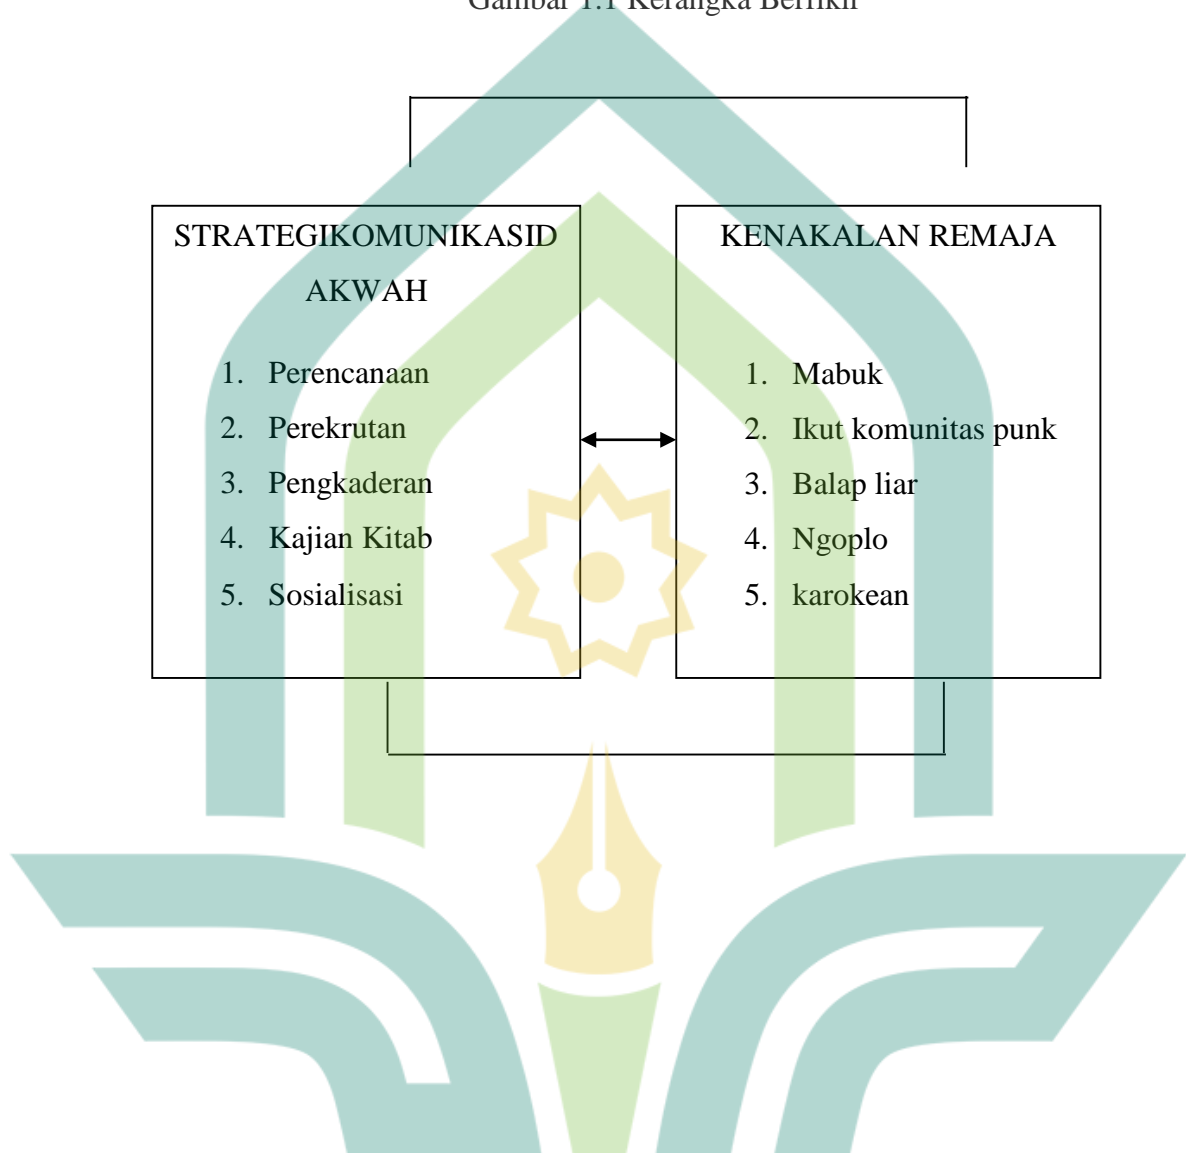 Gambar 1.1 Kerangka Berfikir
STRATEGIKOMUNIKASID
AKWAH
1. Perencanaan
2. Perekrutan
3. Pengkaderan
4. Kajian Kitab
5. Sosialisasi
KENAKALAN REMAJA
1. Mabuk
2. Ikut komunitas punk
3. Balap liar
4. Ngoplo
5. karokean